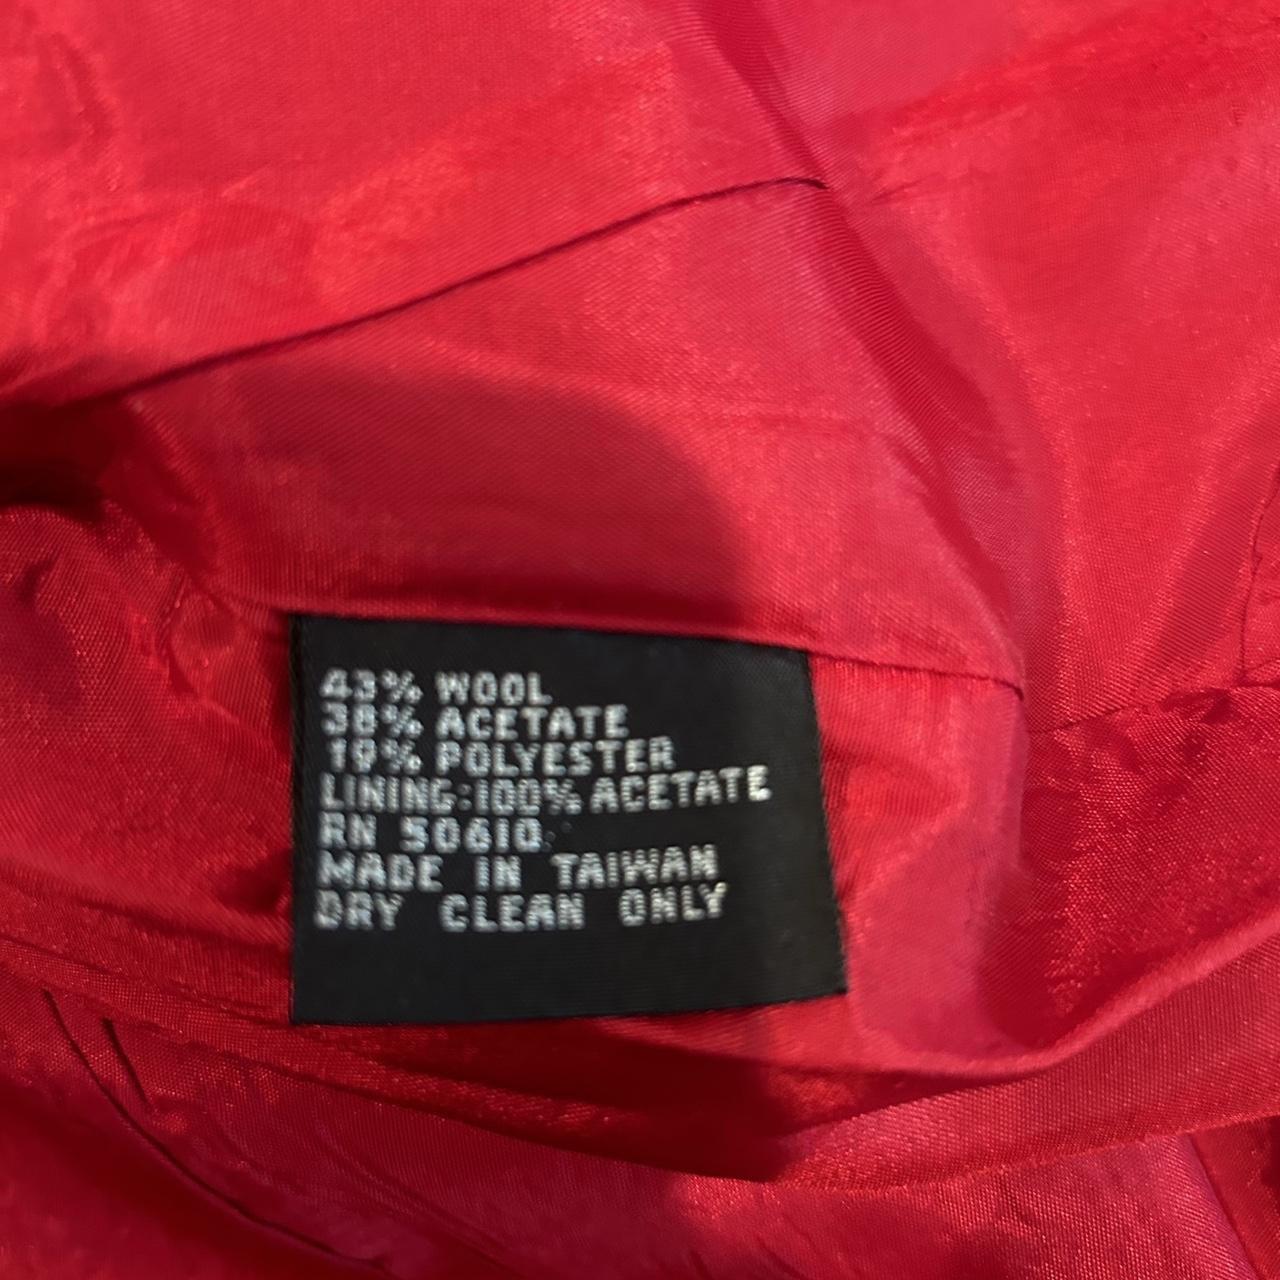 43% WOOL
38% ACETATE
19% POLYESTER
LINING:100% ACETATE
RN 50610
MADE IN TAIWAN
DRY CLEAN ONLY